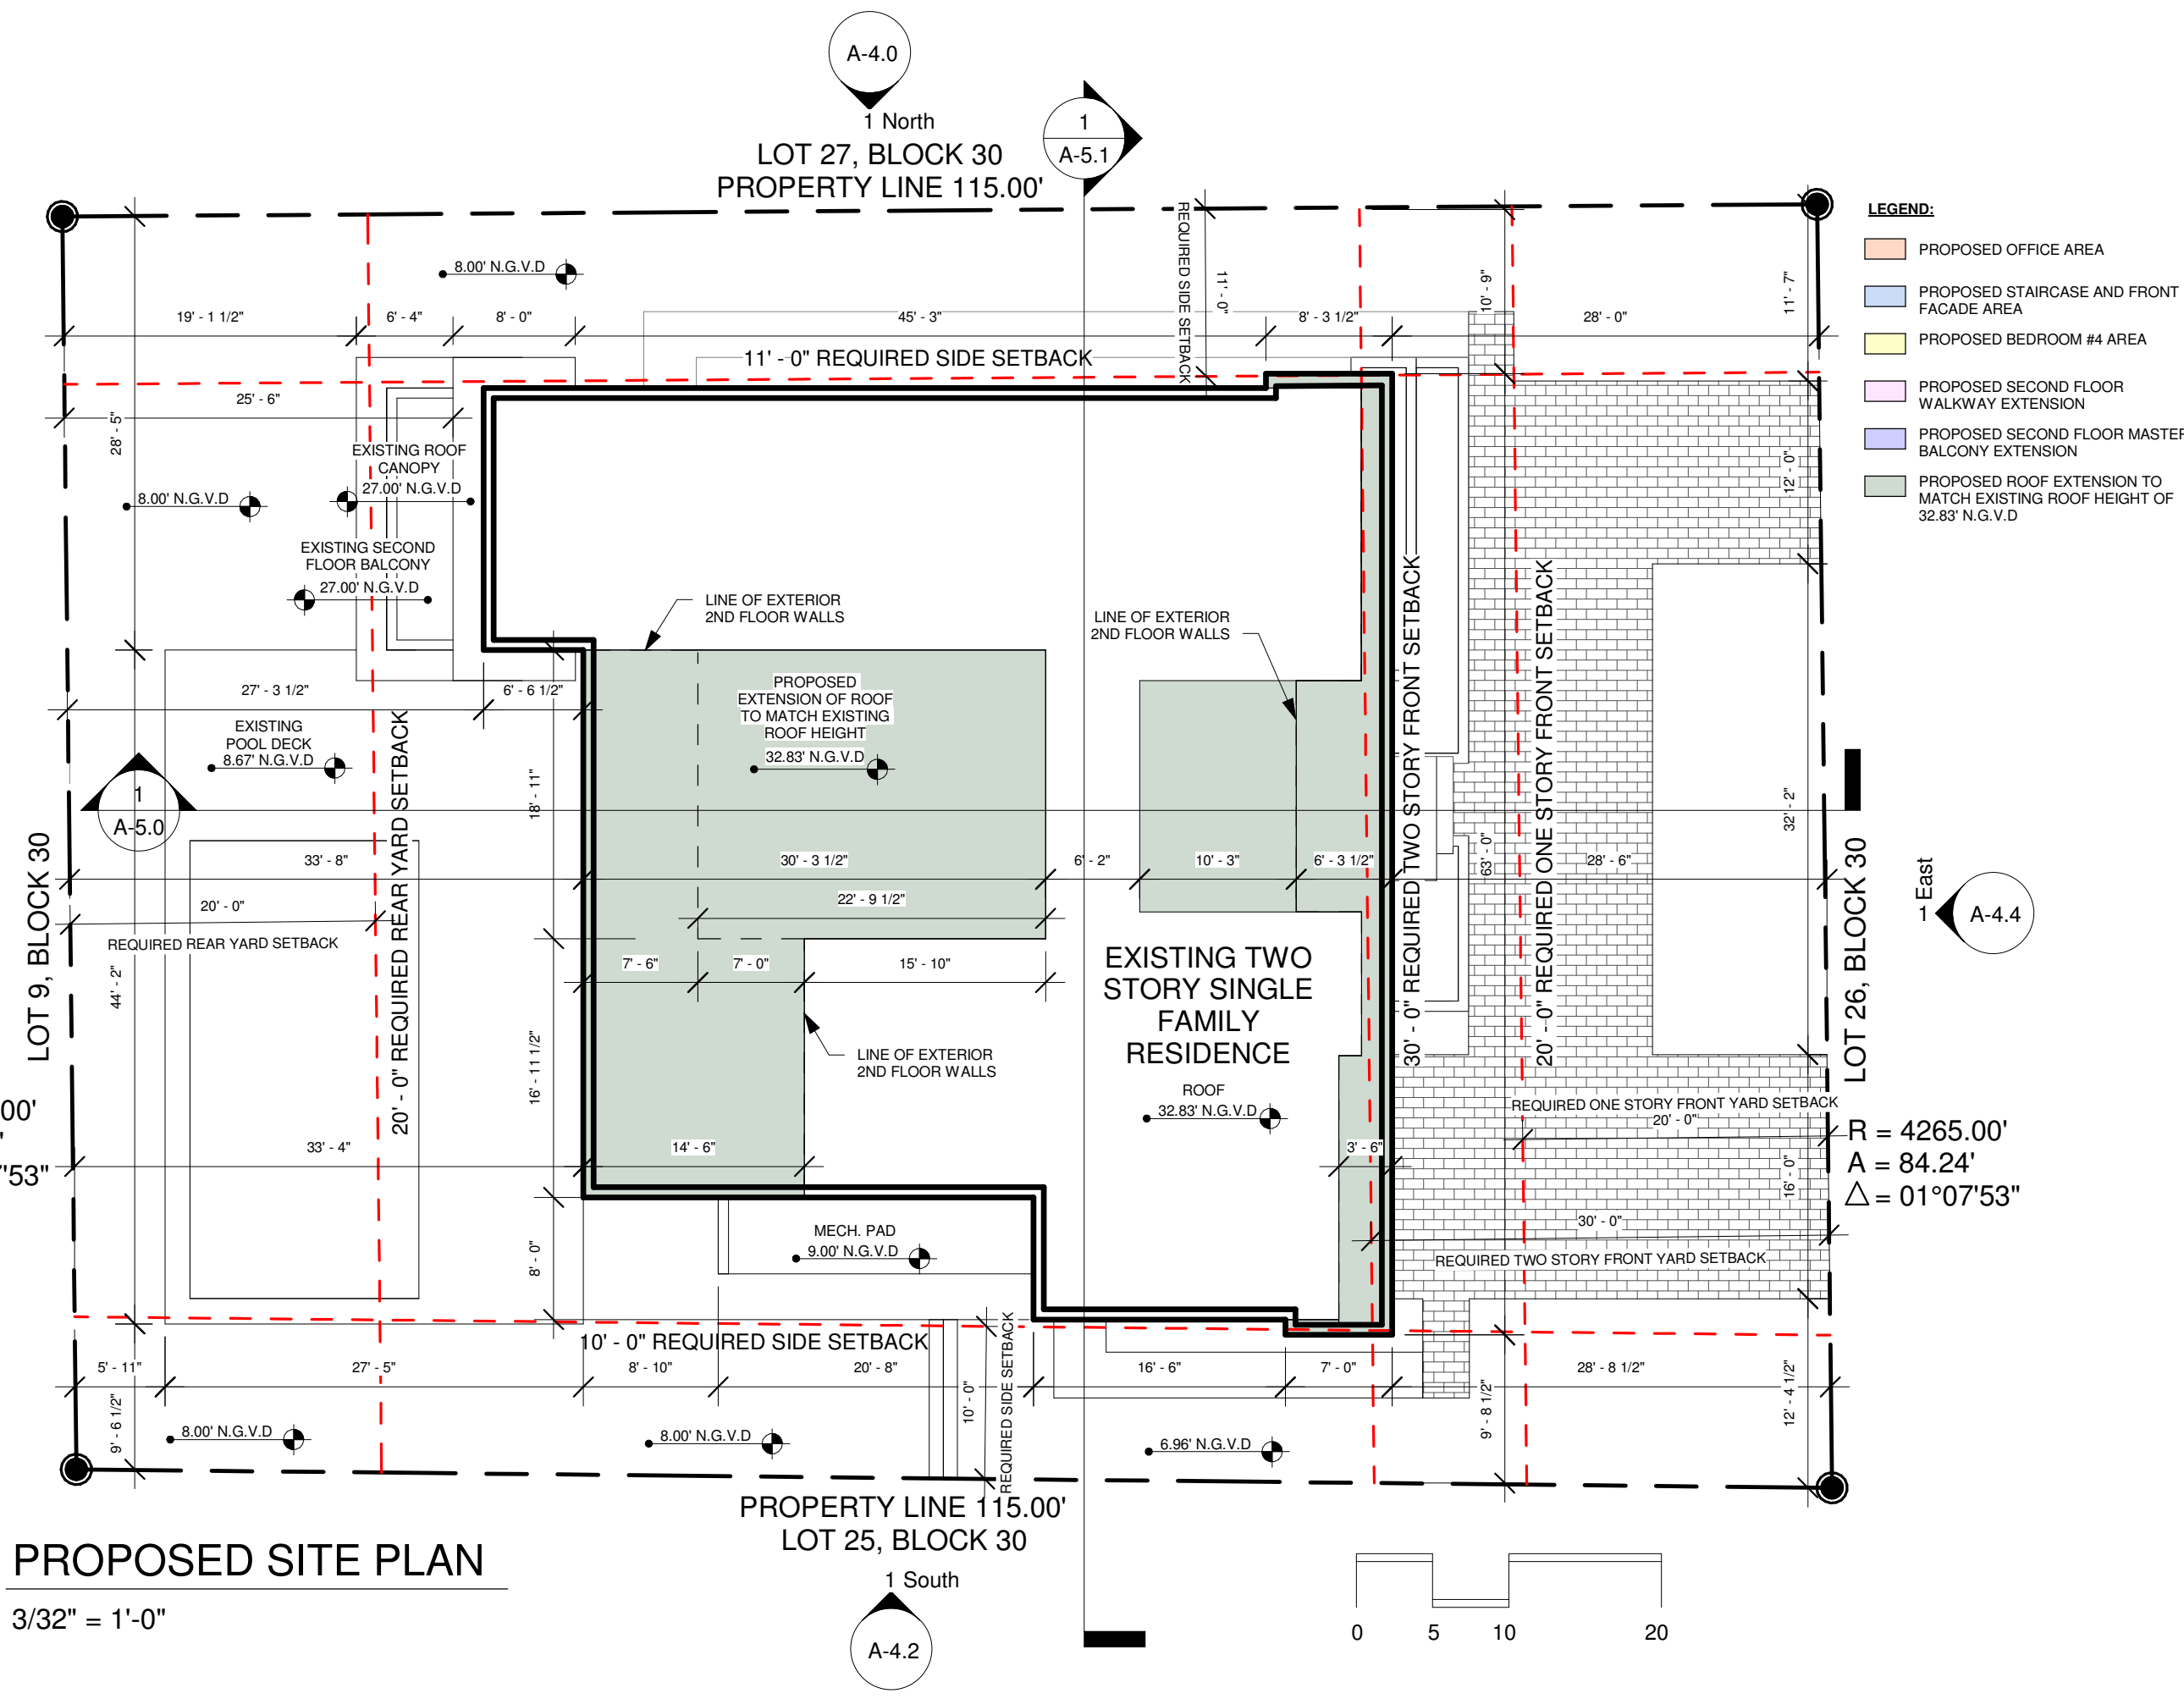 A-4.0
1 North
LOT 27, BLOCK 30
PROPERTY LINE 115.00'
1
A-5.1
LEGEND:
PROPOSED OFFICE AREA
PROPOSED STAIRCASE AND FRONT
FACADE AREA
PROPOSED BEDROOM #4 AREA
PROPOSED SECOND FLOOR
WALKWAY EXTENSION
PROPOSED SECOND FLOOR MASTER
BALCONY EXTENSION
PROPOSED ROOF EXTENSION TO
MATCH EXISTING ROOF HEIGHT OF
32.83' N.G.V.D
8.00' N.G.V.D
REQUIRED SIDE SETBACK
11' - 0"
10' - 9"
11' - 7"
19' - 1 1/2"
6' - 4"
8' - 0"
45' - 3"
8' - 3 1/2"
28' - 0"
11' - 0" REQUIRED SIDE SETBACK
25' - 6"
28' - 5"
EXISTING ROOF
CANOPY
27.00' N.G.V.D
8.00' N.G.V.D
12' - 0"
EXISTING SECOND
FLOOR BALCONY
27.00' N.G.V.D
LINE OF EXTERIOR
2ND FLOOR WALLS
LINE OF EXTERIOR
2ND FLOOR WALLS
30' - 0" REQUIRED TWO STORY FRONT SETBACK
20' - 0" REQUIRED ONE STORY FRONT SETBACK
27' - 3 1/2"
6' - 6 1/2"
PROPOSED
EXTENSION OF ROOF
TO MATCH EXISTING
ROOF HEIGHT
32.83' N.G.V.D
EXISTING
POOL DECK
8.67' N.G.V.D
20' - 0" REQUIRED REAR YARD SETBACK
18' - 11"
32' - 2"
1
A-5.0
LOT 9, BLOCK 30
33' - 8"
30' - 3 1/2"
6' - 2"
10' - 3"
6' - 3 1/2"
63' - 0"
28' - 6"
LOT 26, BLOCK 30
1 East
A-4.4
20' - 0"
22' - 9 1/2"
REQUIRED REAR YARD SETBACK
44' - 2"
7' - 6"
7' - 0"
15' - 10"
EXISTING TWO
STORY SINGLE
FAMILY
RESIDENCE
LINE OF EXTERIOR
2ND FLOOR WALLS
16' - 11 1/2"
ROOF
32.83' N.G.V.D
REQUIRED ONE STORY FRONT YARD SETBACK
20' - 0"
00'
'
'53"
R = 4265.00'
A = 84.24'
△ = 01°07'53"
33' - 4"
14' - 6"
3' - 6"
16' - 0"
30' - 0"
REQUIRED TWO STORY FRONT YARD SETBACK
MECH. PAD
9.00' N.G.V.D
8' - 0"
10' - 0" REQUIRED SIDE SETBACK
REQUIRED SIDE SETBACK
5' - 11"
27' - 5"
8' - 10"
20' - 8"
16' - 6"
7' - 0"
28' - 8 1/2"
9' - 6 1/2"
10' - 0"
9' - 8 1/2"
12' - 4 1/2"
8.00' N.G.V.D
8.00' N.G.V.D
6.96' N.G.V.D
PROPERTY LINE 115.00'
LOT 25, BLOCK 30
1 South
A-4.2
PROPOSED SITE PLAN
3/32" = 1'-0"
0 5 10 20